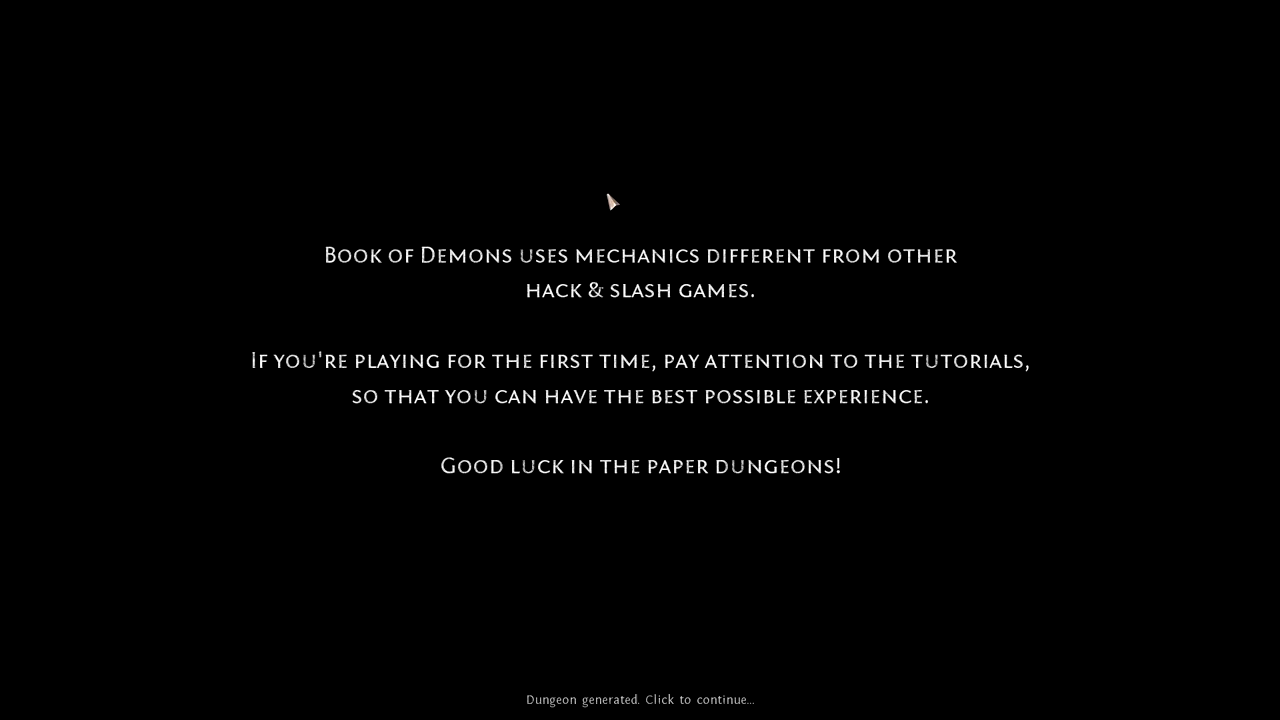 Book of Demons uses mechanics different from other
hack & slash games.
If you're playing for the first time, pay attention to the tutorials,
so that you can have the best possible experience.
Good luck in the paper dungeons!
Dungeon generated. Click to continue...